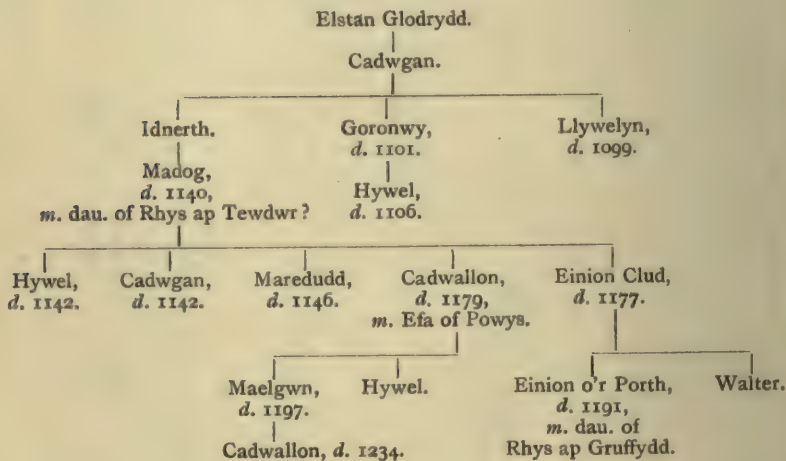 Elstan Glodrydd.
Cadwgan.
Idnerth. Goronwy, Llywelyn,
d. 1101. d. 1099.
Madog,
d. 1140, Hywel,
m. dau. of Rhys ap Tewdwr? d. 1106.
Hywel, Cadwgan, Maredudd, Cadwallon, Einion Clud,
d. 1142. d. 1142. d. 1146. d. 1179, d. 1177.
m. Efa of Powys.
Maelgwn, Hywel. Einion o'r Porth, Walter.
d. 1197. d. 1191,
m. dau. of
Cadwallon, d. 1234. Rhys ap Gruffydd.